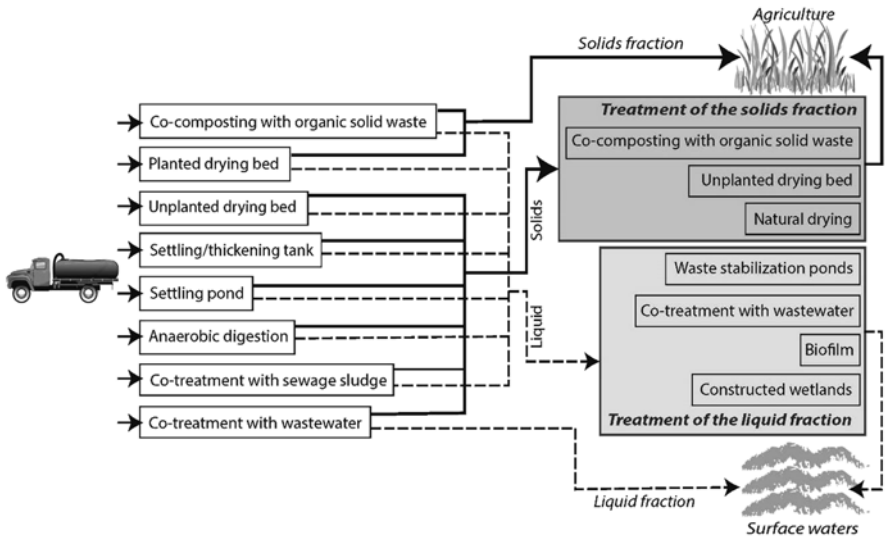 Agriculture
Solids fraction
Co-composting with organic solid waste
Planted drying bed
Unplanted drying bed
Settling/thickening tank
Settling pond
Anaerobic digestion
Co-treatment with sewage sludge
Co-treatment with wastewater
Solids
Liquid
Treatment of the solids fraction
Co-composting with organic solid waste
Unplanted drying bed
Natural drying
Waste stabilization ponds
Co-treatment with wastewater
Biofilm
Constructed wetlands
Treatment of the liquid fraction
Liquid fraction
Surface waters